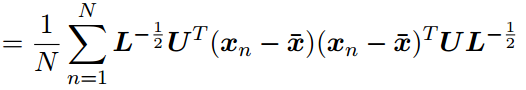 = \frac{1}{N} \sum_{n=1}^{N} \boldsymbol{L}^{-\frac{1}{2}} \boldsymbol{U}^T (\boldsymbol{x}_n - \bar{\boldsymbol{x}})(\boldsymbol{x}_n - \bar{\boldsymbol{x}})^T \boldsymbol{U} \boldsymbol{L}^{-\frac{1}{2}}